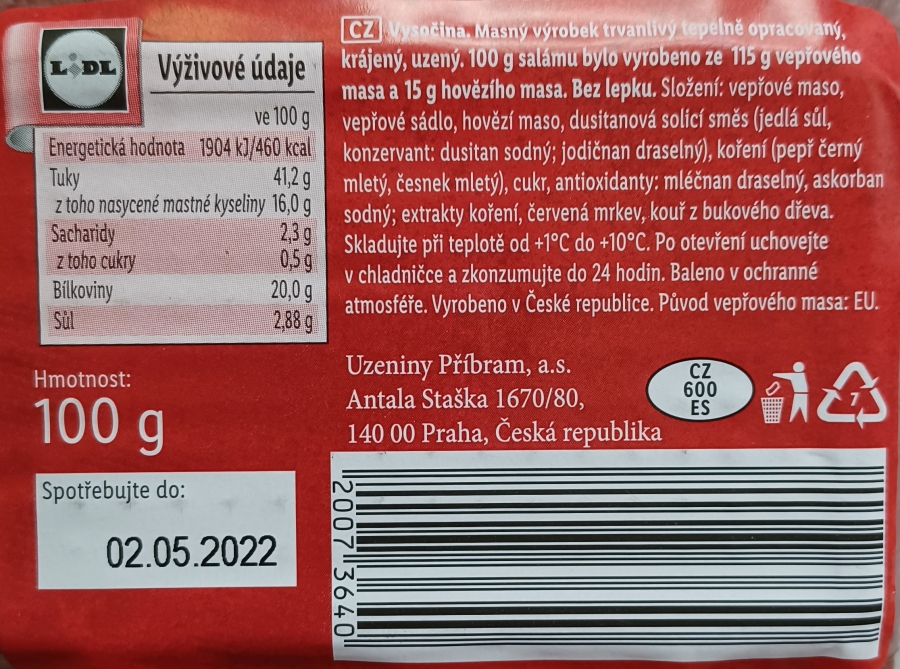 LIDL
Výživové údaje
ve 100 g
Energetická hodnota 1904 kJ/460 kcal
Tuky 41,2 g
z toho nasycené mastné kyseliny 16,0 g
Sacharidy 2,3 g
z toho cukry 0,5 g
Bílkoviny 20,0 g
Sůl 2,88 g
Hmotnost:
100 g
Spotřebujte do:
02.05.2022
CZ Vysočina. Masný výrobek trvanlivý tepelně opracovaný,
krájený, uzený. 100 g salámu bylo vyrobeno ze 115 g vepřového
masa a 15 g hovězího masa. Bez lepku. Složení: vepřové maso,
vepřové sádlo, hovězí maso, dusitanová solicí směs (jedlá sůl,
konzervant: dusitan sodný; jodičnan draselný), koření (pepř černý
mletý, česnek mletý), cukr, antioxidanty: mléčnan draselný, askorban
sodný; extrakty koření, červená mrkev, kouř z bukového dřeva.
Skladujte při teplotě od +1°C do +10°C. Po otevření uchovejte
v chladničce a zkonzumujte do 24 hodin. Baleno v ochranné
atmosféře. Vyrobeno v České republice. Původ vepřového masa: EU.
Uzeniny Příbram, a.s.
Antala Staška 1670/80,
140 00 Praha, Česká republika
CZ
600
ES
7
20073640